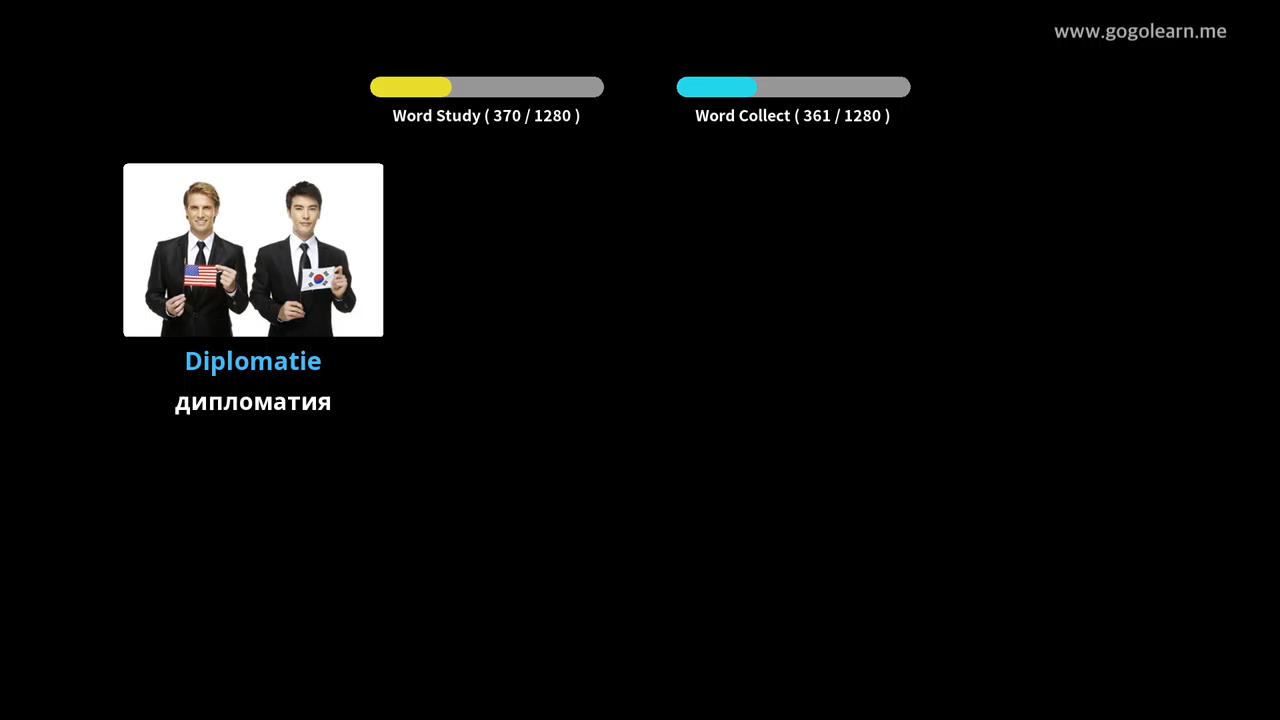 www.gogolearn.me
Word Study ( 370 / 1280 )
Word Collect ( 361 / 1280 )
Diplomatie
дипломатия